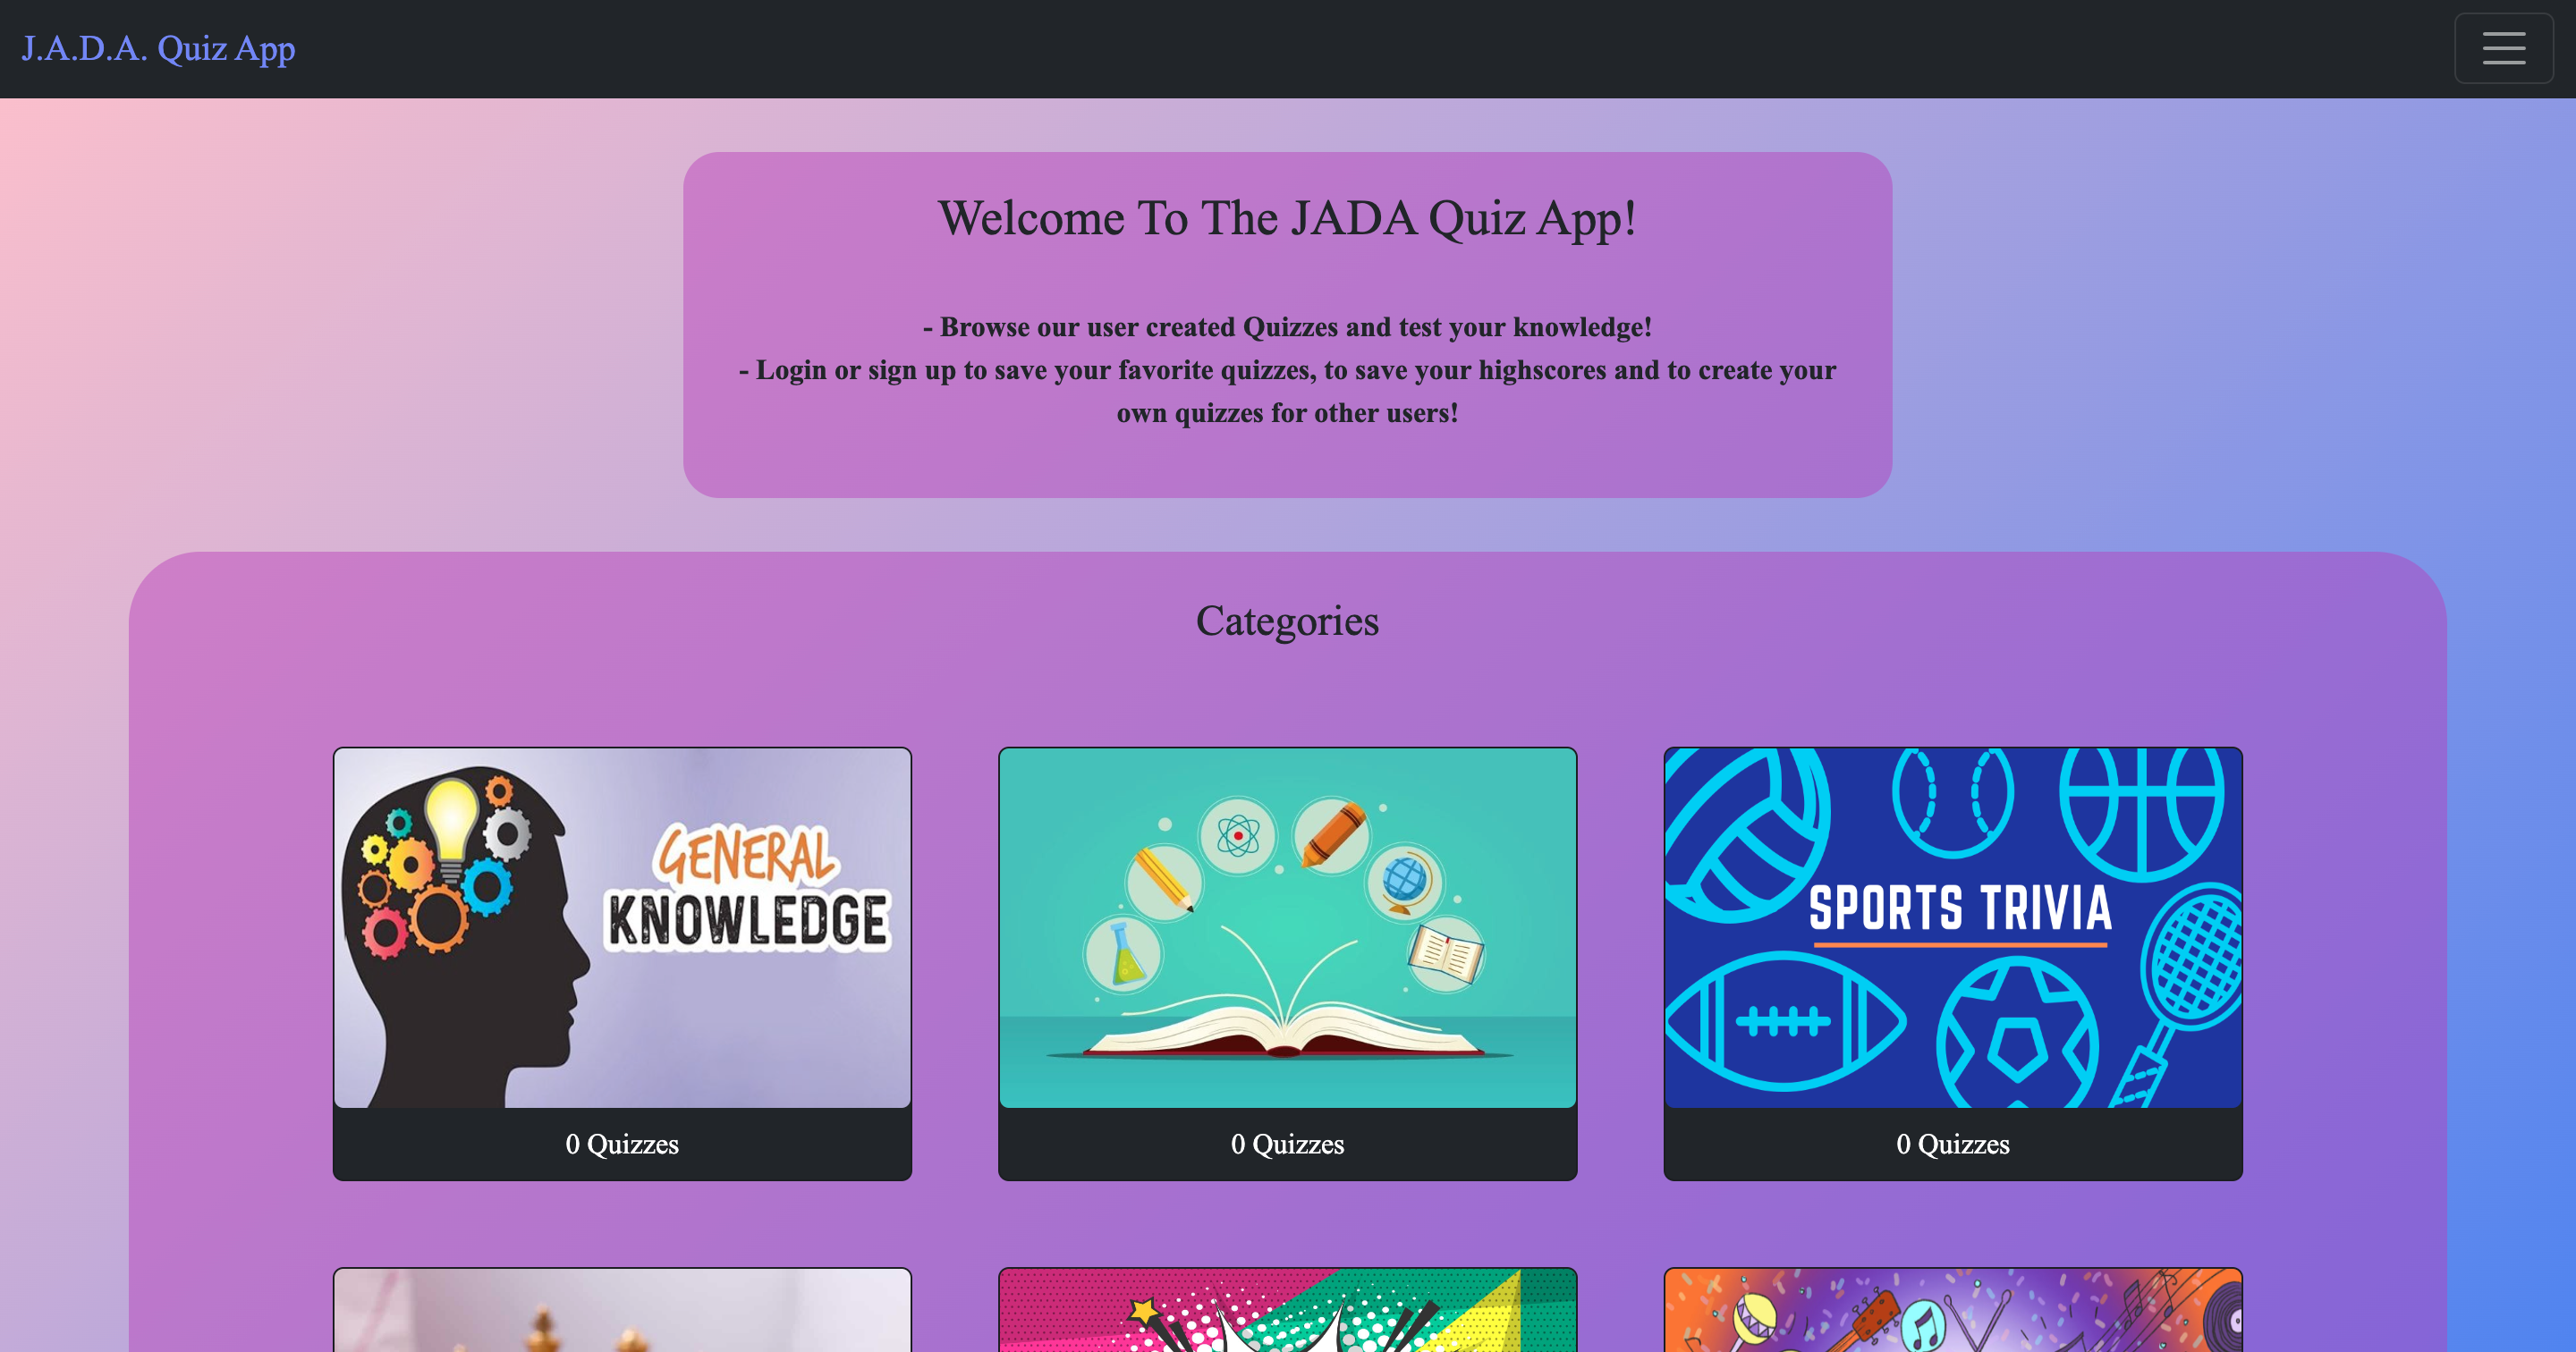 J.A.D.A. Quiz App
Welcome To The JADA Quiz App!
- Browse our user created Quizzes and test your knowledge!
- Login or sign up to save your favorite quizzes, to save your highscores and to create your
own quizzes for other users!
Categories
GENERAL
KNOWLEDGE
SPORTS TRIVIA
0 Quizzes
0 Quizzes
0 Quizzes